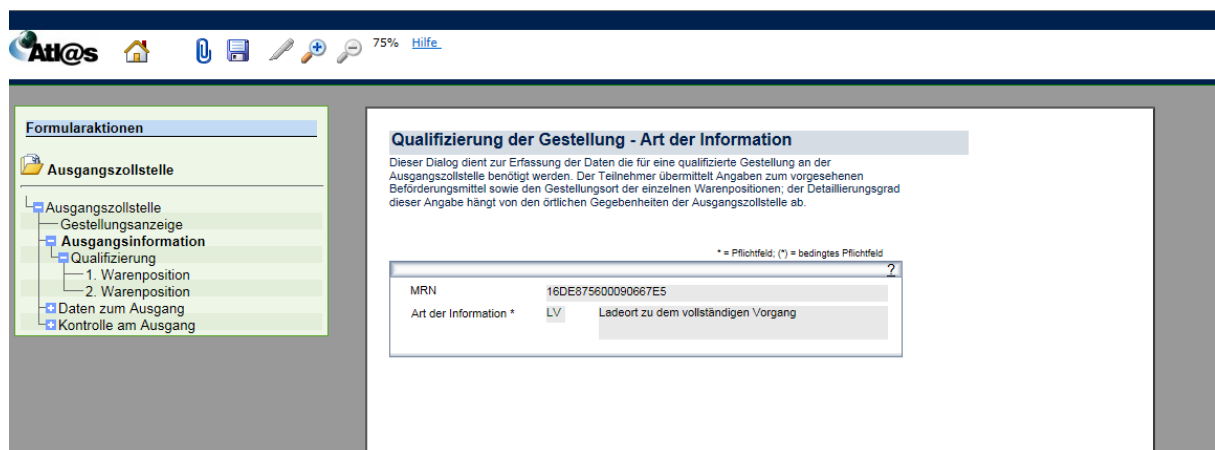 Atl@s
75% Hilfe
Formularaktionen
Ausgangszollstelle
Ausgangszollstelle
Gestellungsanzeige
Ausgangsinformation
Qualifizierung
1. Warenposition
2. Warenposition
Daten zum Ausgang
Kontrolle am Ausgang
Qualifizierung der Gestellung - Art der Information
Dieser Dialog dient zur Erfassung der Daten die für eine qualifizierte Gestellung an der
Ausgangszollstelle benötigt werden. Der Teilnehmer übermittelt Angaben zum vorgesehenen
Beförderungsmittel sowie den Gestellungsort der einzelnen Warenpositionen; der Detaillierungsgrad
dieser Angabe hängt von den örtlichen Gegebenheiten der Ausgangszollstelle ab.
* = Pflichtfeld; (*) = bedingtes Pflichtfeld
?
MRN 16DE875600090667E5
Art der Information * LV Ladeort zu dem vollständigen Vorgang